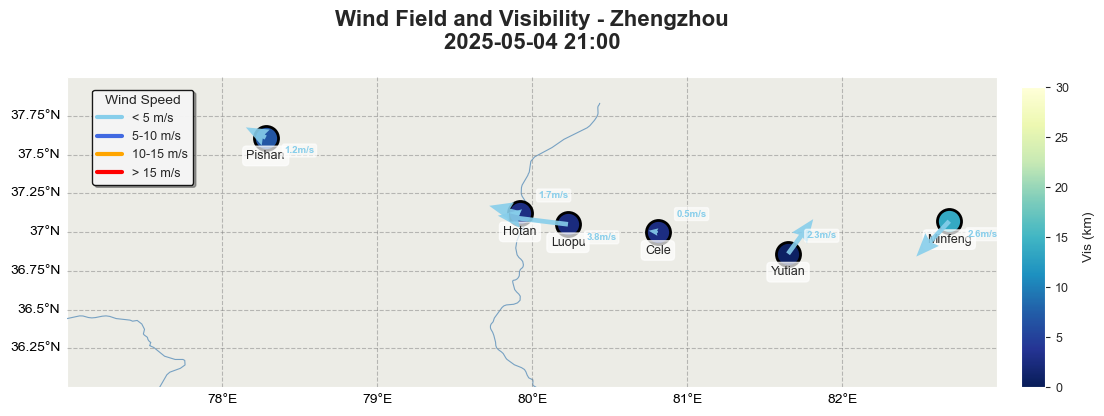 Wind Field and Visibility - Zhengzhou
2025-05-04 21:00
Wind Speed
< 5 m/s
5-10 m/s
10-15 m/s
> 15 m/s
37.75°N
37.5°N
37.25°N
37°N
36.75°N
36.5°N
36.25°N
78°E
79°E
80°E
81°E
82°E
Pishan
1.2m/s
Hotan
1.7m/s
Luopu
3.8m/s
Cele
0.5m/s
Yutian
2.3m/s
Minfeng
2.6m/s
30
25
20
15
10
5
0
Vis (km)